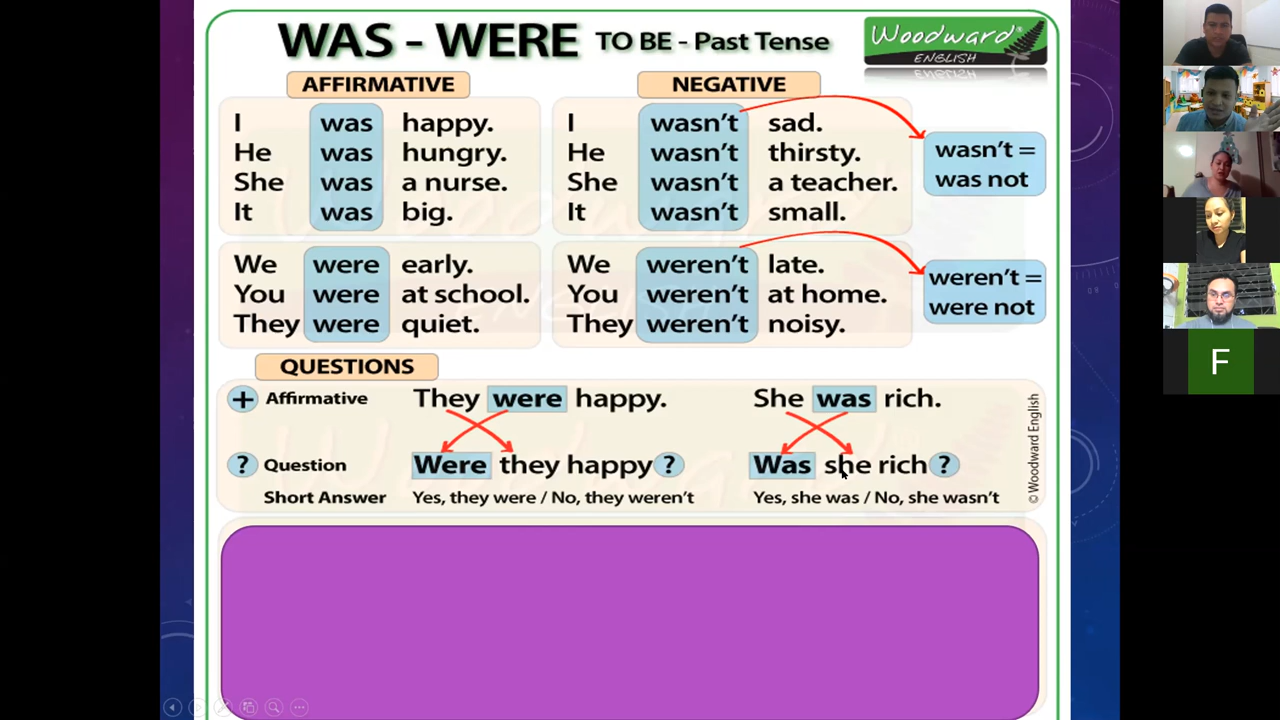 WAS - WERE TO BE - Past Tense
Woodward®
ENGLISH
AFFIRMATIVE
I was happy.
He was hungry.
She was a nurse.
It was big.
We were early.
You were at school.
They were quiet.
NEGATIVE
I wasn't sad.
He wasn't thirsty.
She wasn't a teacher.
It wasn't small.
wasn't =
was not
We weren't late.
You weren't at home.
They weren't noisy.
weren't =
were not
QUESTIONS
+ Affirmative They were happy. She was rich.
? Question Were they happy? Was she rich?
Short Answer Yes, they were / No, they weren't Yes, she was / No, she wasn't
© Woodward English
F